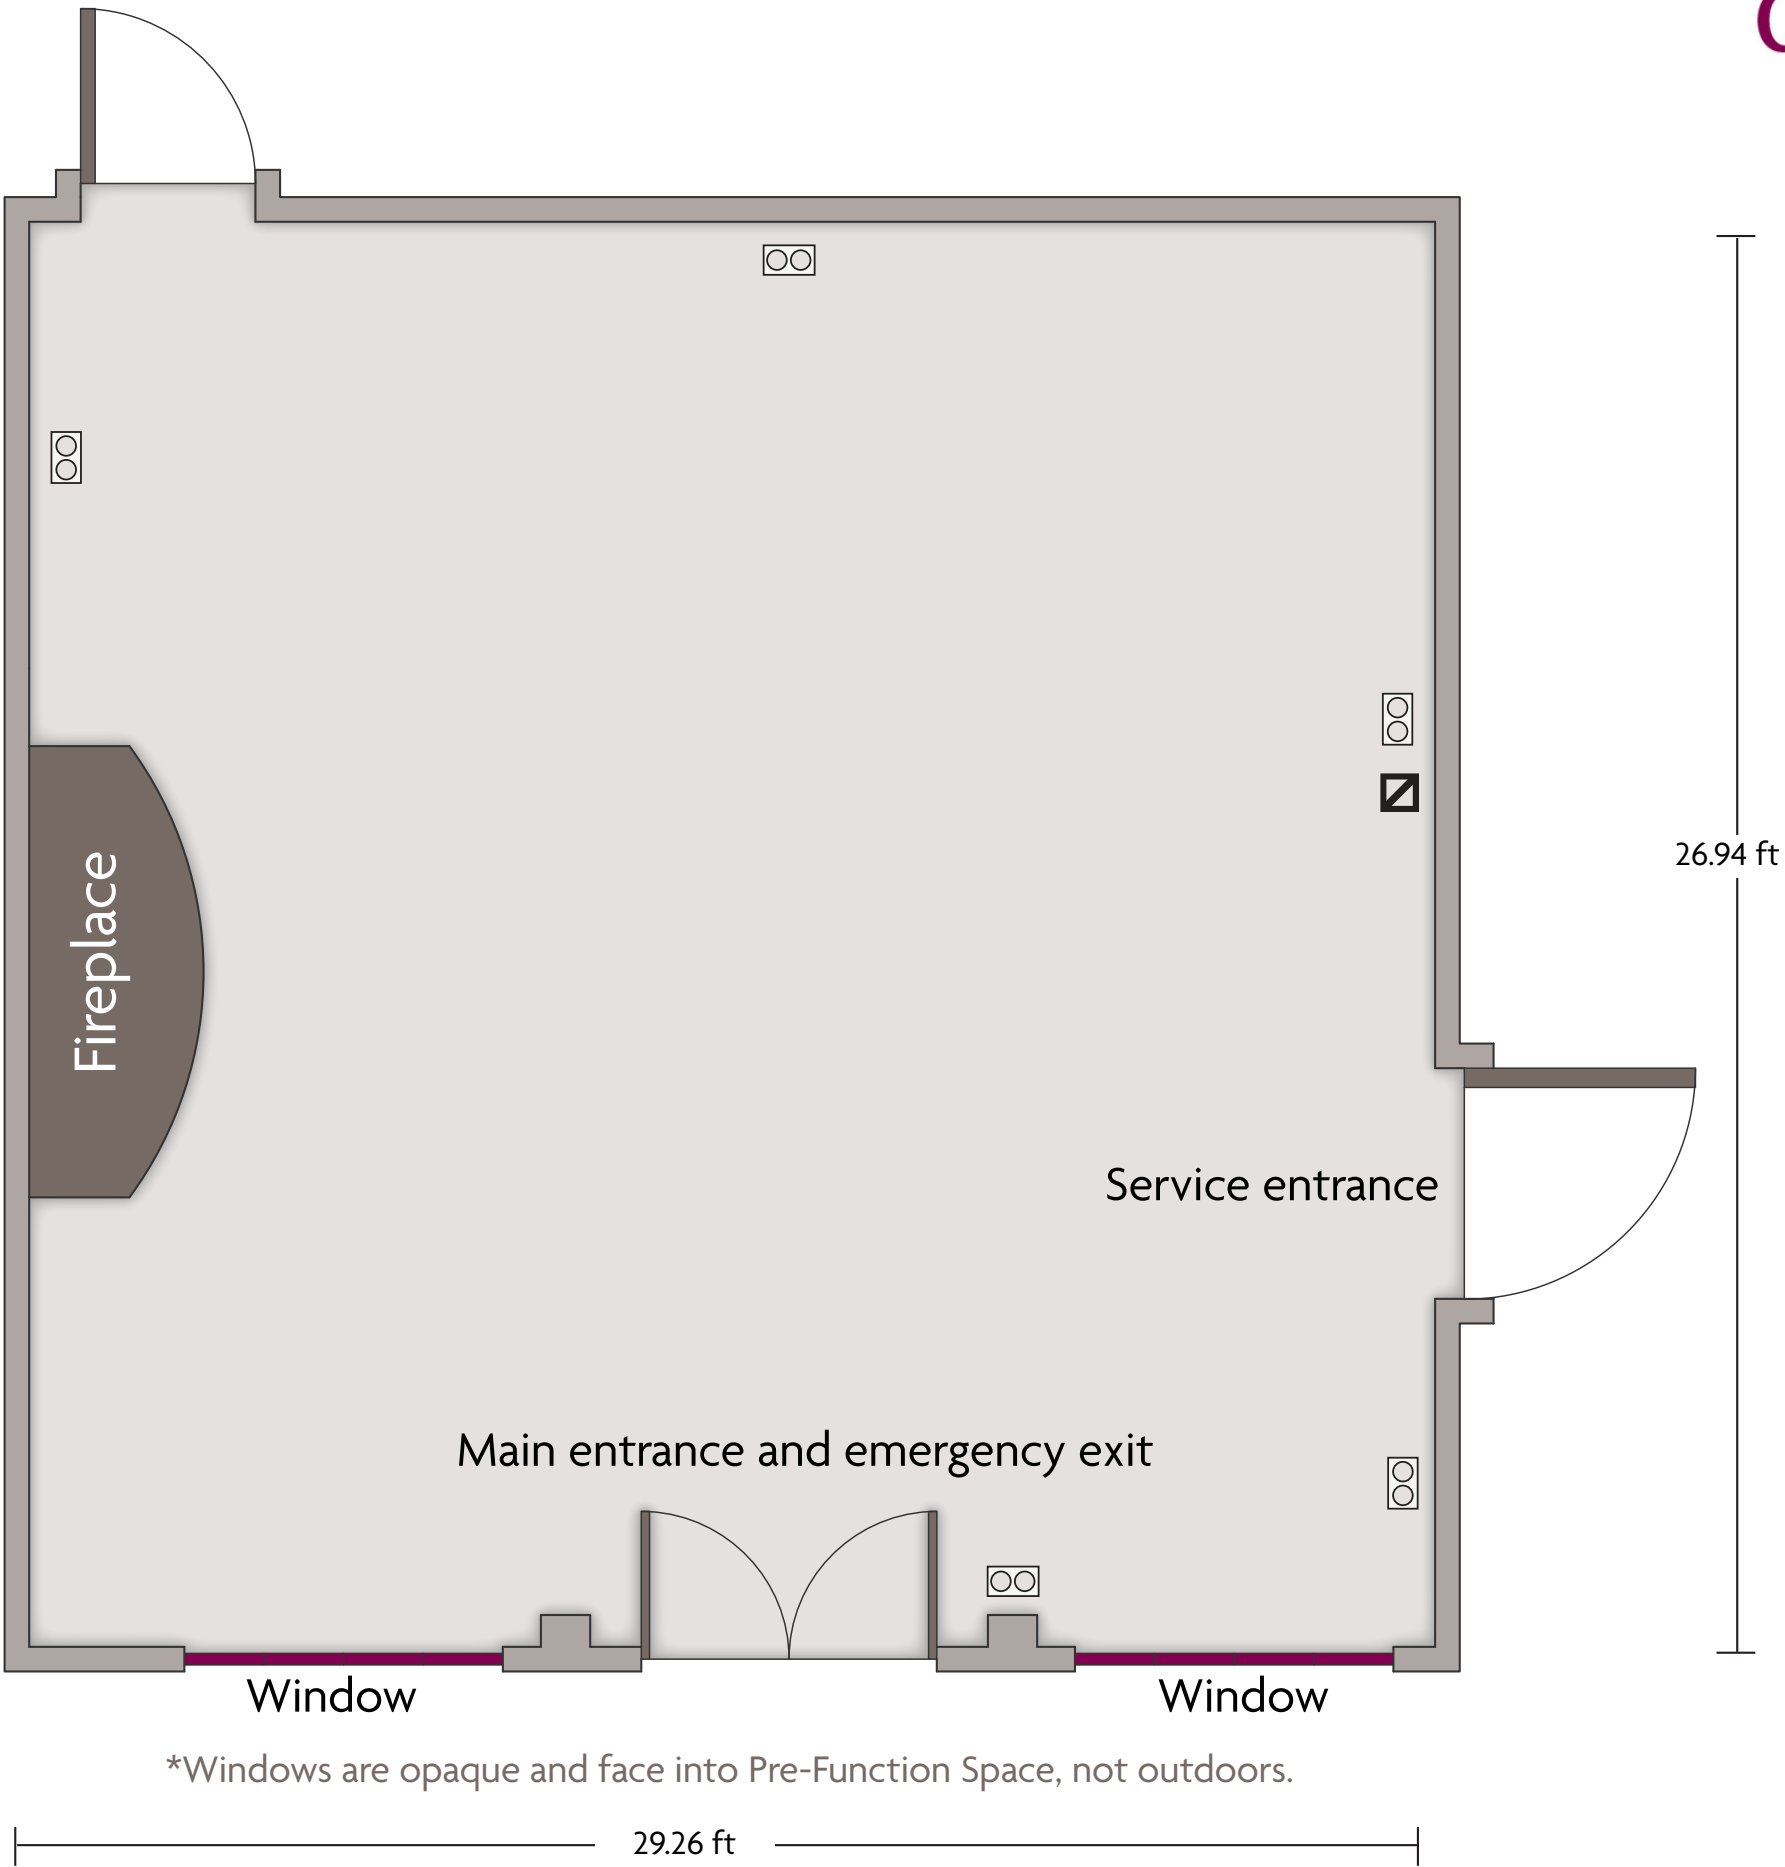 26.94 ft
Fireplace
Service entrance
Main entrance and emergency exit
Window
Window
*Windows are opaque and face into Pre-Function Space, not outdoors.
29.26 ft